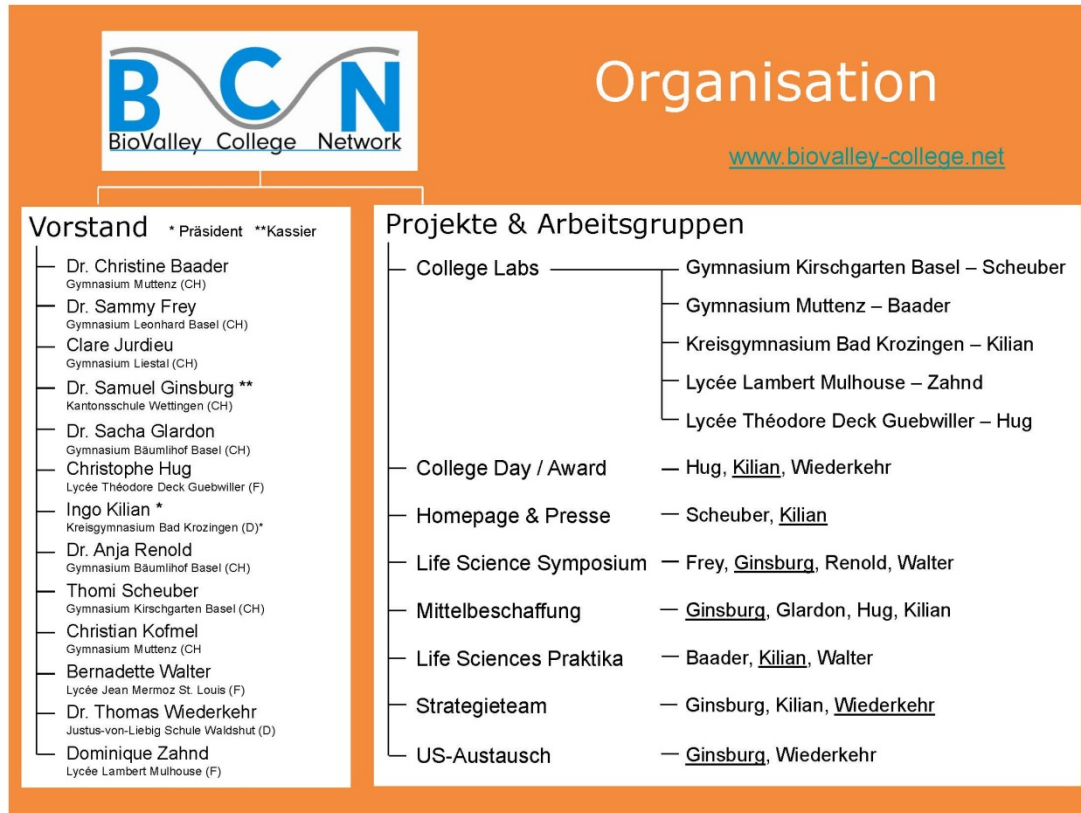 B C N
BioValley College Network
Organisation
www.biovalley-college.net
Vorstand * Präsident **Kassier
Dr. Christine Baader
Gymnasium Muttenz (CH)
Dr. Sammy Frey
Gymnasium Leonhard Basel (CH)
Clare Jurdieu
Gymnasium Liestal (CH)
Dr. Samuel Ginsburg **
Kantonsschule Wettingen (CH)
Dr. Sacha Glardon
Gymnasium Bäumlihof Basel (CH)
Christophe Hug
Lycée Théodore Deck Guebwiller (F)
Ingo Kilian *
Kreisgymnasium Bad Krozingen (D)*
Dr. Anja Renold
Gymnasium Bäumlihof Basel (CH)
Thomi Scheuber
Gymnasium Kirschgarten Basel (CH)
Christian Kofmel
Gymnasium Muttenz (CH
Bernadette Walter
Lycée Jean Mermoz St. Louis (F)
Dr. Thomas Wiederkehr
Justus-von-Liebig Schule Waldshut (D)
Dominique Zahnd
Lycée Lambert Mulhouse (F)
Projekte & Arbeitsgruppen
College Labs
Gymnasium Kirschgarten Basel – Scheuber
Gymnasium Muttenz – Baader
Kreisgymnasium Bad Krozingen – Kilian
Lycée Lambert Mulhouse – Zahnd
Lycée Théodore Deck Guebwiller – Hug
College Day / Award Hug, Kilian, Wiederkehr
Homepage & Presse Scheuber, Kilian
Life Science Symposium Frey, Ginsburg, Renold, Walter
Mittelbeschaffung Ginsburg, Glardon, Hug, Kilian
Life Sciences Praktika Baader, Kilian, Walter
Strategieteam Ginsburg, Kilian, Wiederkehr
US-Austausch Ginsburg, Wiederkehr